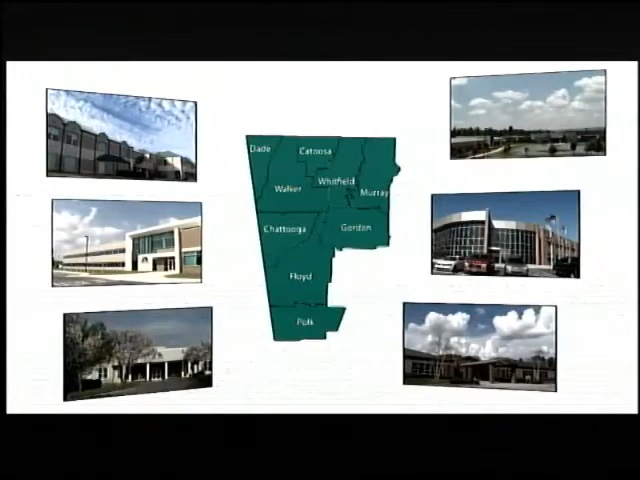 Dade
Catoosa
Whitfield
Walker
Murray
Chattooga
Gordon
Floyd
Polk